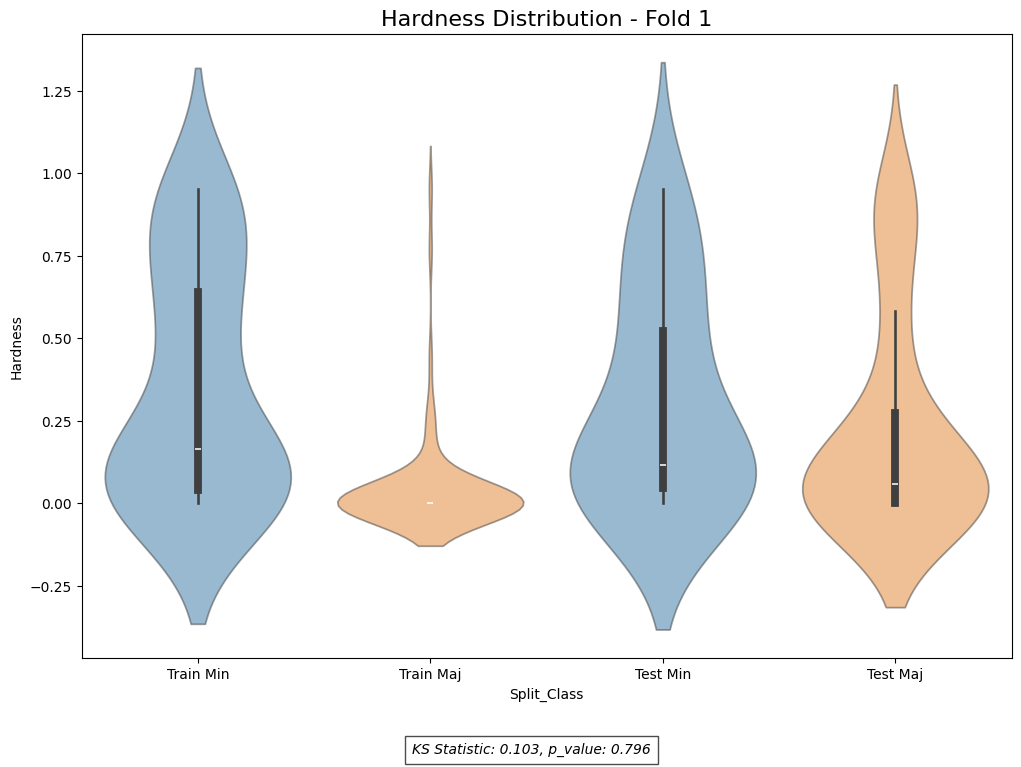 Hardness Distribution - Fold 1
1.25
1.00
0.75
0.50
0.25
0.00
−0.25
Hardness
Train Min Train Maj Test Min Test Maj
Split_Class
KS Statistic: 0.103, p_value: 0.796